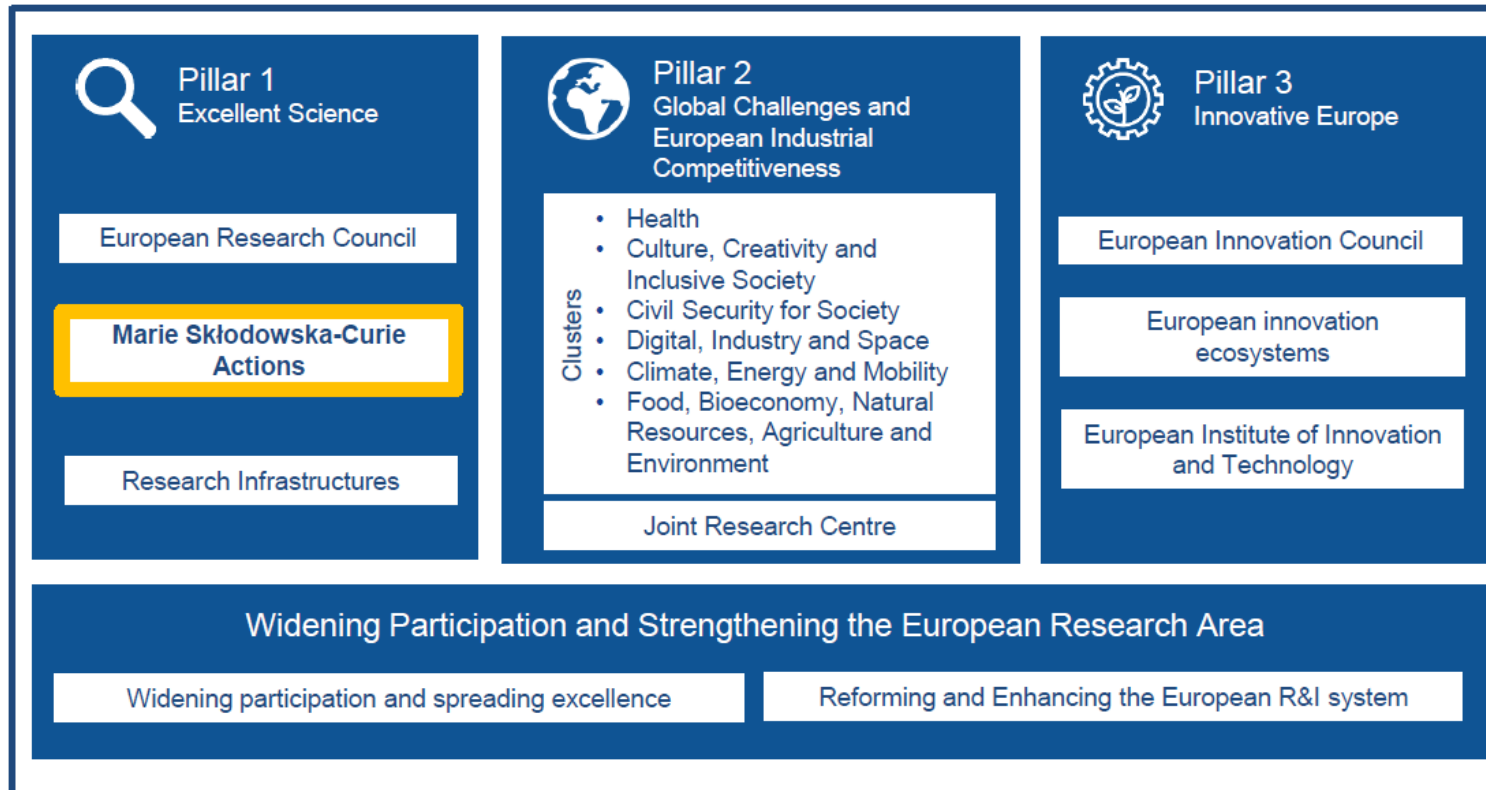 Pillar 1
Excellent Science
European Research Council
Marie Skłodowska-Curie
Actions
Research Infrastructures
Pillar 2
Global Challenges and
European Industrial
Competitiveness
Clusters
• Health
• Culture, Creativity and
Inclusive Society
• Civil Security for Society
• Digital, Industry and Space
• Climate, Energy and Mobility
• Food, Bioeconomy, Natural
Resources, Agriculture and
Environment
Joint Research Centre
Pillar 3
Innovative Europe
European Innovation Council
European innovation
ecosystems
European Institute of Innovation
and Technology
Widening Participation and Strengthening the European Research Area
Widening participation and spreading excellence
Reforming and Enhancing the European R&I system